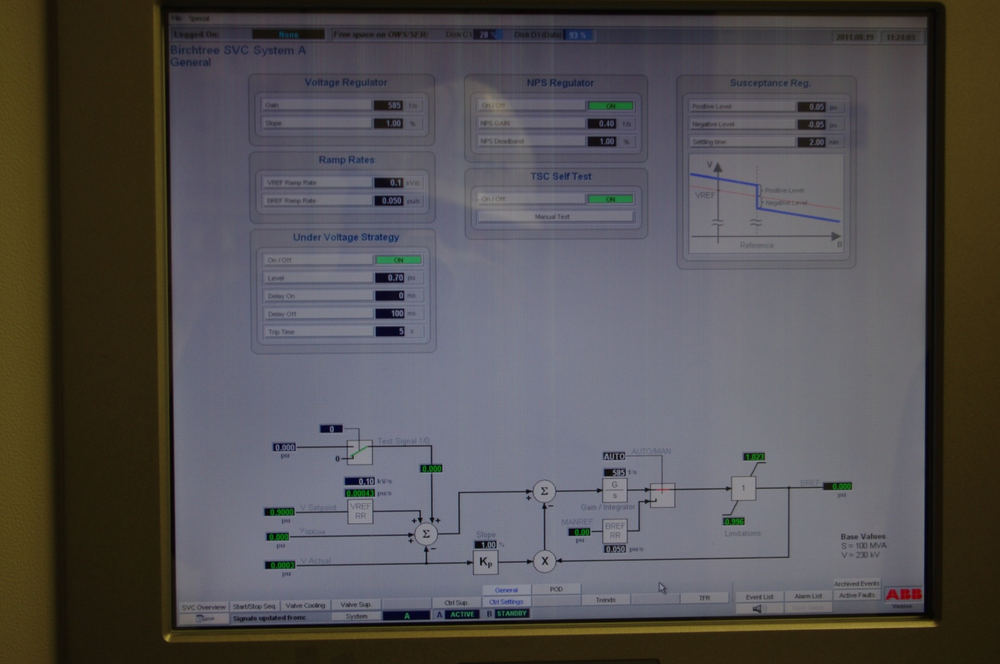 File Special
Logged On: None Free space on OWS/SER: Disk C: 28 % Disk D: (Data) 93 % 2011.08.19 11:24:03
Birchtree SVC System A
General
Voltage Regulator
Gain 585 1/s
Slope 1.00 %
Ramp Rates
VREF Ramp Rate 0.1 kV/s
BREF Ramp Rate 0.050 pu/s
Under Voltage Strategy
On / Off ON
Level 0.70 pu
Delay On 0 ms
Delay Off 100 ms
Trip Time 5 s
NPS Regulator
On / Off ON
NPS GAIN 0.40 1/s
NPS Deadband 1.00 %
TSC Self Test
On / Off ON
Manual Test
Susceptance Reg.
Positive Level 0.05 pu
Negative Level -0.05 pu
Settling time 2.00 min
V
Positive Level
VREF
Negative Level
Reference
B
0
Test Signal 1/0
0.000
pu
0
0.000
0.10 kV/s
0.00043 pu/s
V Setpoint
0.9000
pu
VREF
RR
+ +
Σ
+
−
0.000
pu
V Actual
0.0003
pu
Slope
1.00 %
Kp
X
Σ
+
−
AUTO AUTO/MAN
585 1/s
G
s
Gain / Integrator
MANREF
0.00
pu
BREF
RR
0.050 pu/s
1.023
1
-0.996
Limitations
BREF 0.000
pu
Base Values
S = 100 MVA
V = 230 kV
SVC Overview Start/Stop Seq. Valve Cooling Valve Sup. Ctrl Sup. General Ctrl Settings POD Trends TFR Event List Alarm List Archived Events Active Faults ABB
Version
Signals updated from: System A A ACTIVE B STANDBY